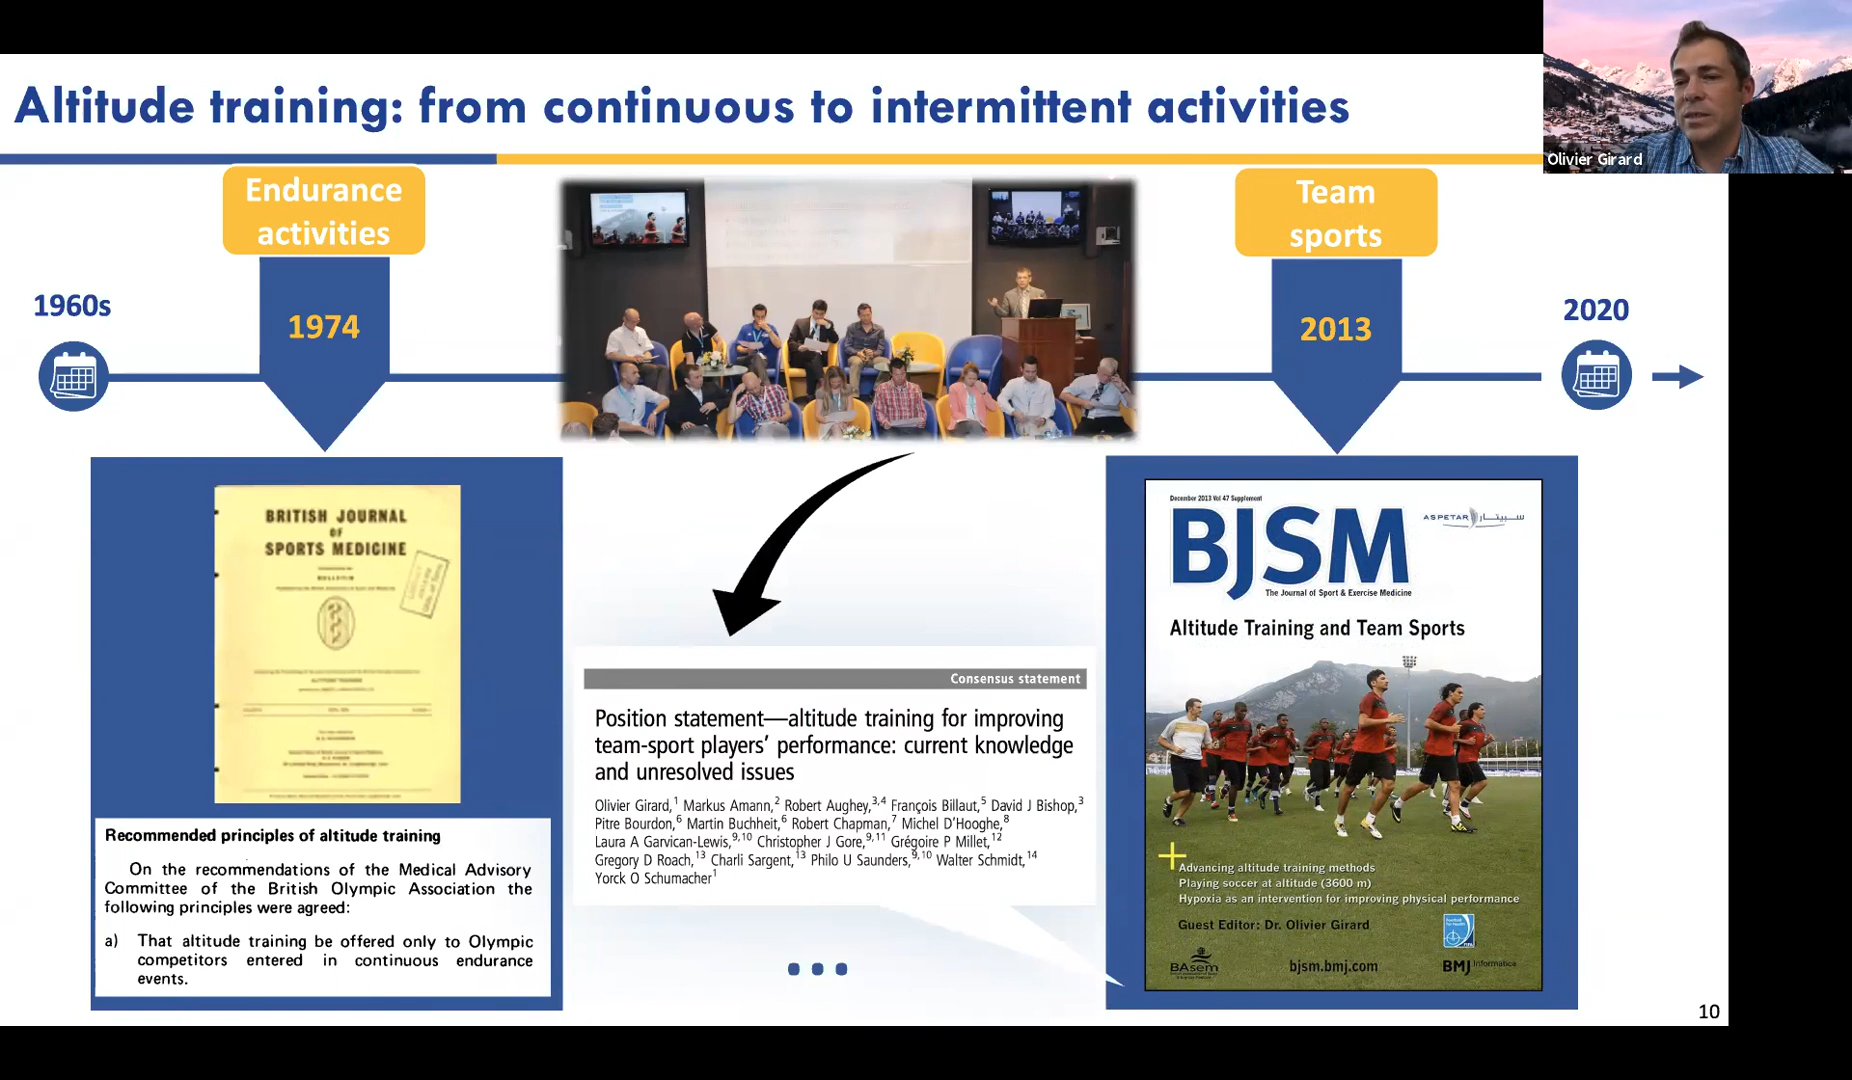 Altitude training: from continuous to intermittent activities
Olivier Girard
Endurance
activities
Team
sports
1960s
1974
2013
2020
BRITISH JOURNAL
OF
SPORTS MEDICINE
BULLETIN
Recommended principles of altitude training
On the recommendations of the Medical Advisory
Committee of the British Olympic Association the
following principles were agreed:
a) That altitude training be offered only to Olympic
competitors entered in continuous endurance
events.
Consensus statement
Position statement—altitude training for improving
team-sport players’ performance: current knowledge
and unresolved issues
Olivier Girard,1 Markus Amann,2 Robert Aughey,3,4 François Billaut,5 David J Bishop,3
Pitre Bourdon,6 Martin Buchheit,6 Robert Chapman,7 Michel D’Hooghe,8
Laura A Garvican-Lewis,9,10 Christopher J Gore,9,11 Grégoire P Millet,12
Gregory D Roach,13 Charli Sargent,13 Philo U Saunders,9,10 Walter Schmidt,14
Yorck O Schumacher1
...
December 2013 Vol 47 Supplement
ASPETAR سبيتار
BJSM
The Journal of Sport & Exercise Medicine
Altitude Training and Team Sports
Advancing altitude training methods
Playing soccer at altitude (3600 m)
Hypoxia as an intervention for improving physical performance
Guest Editor: Dr. Olivier Girard
BAsem
bjsm.bmj.com
BMJ Informatica
10